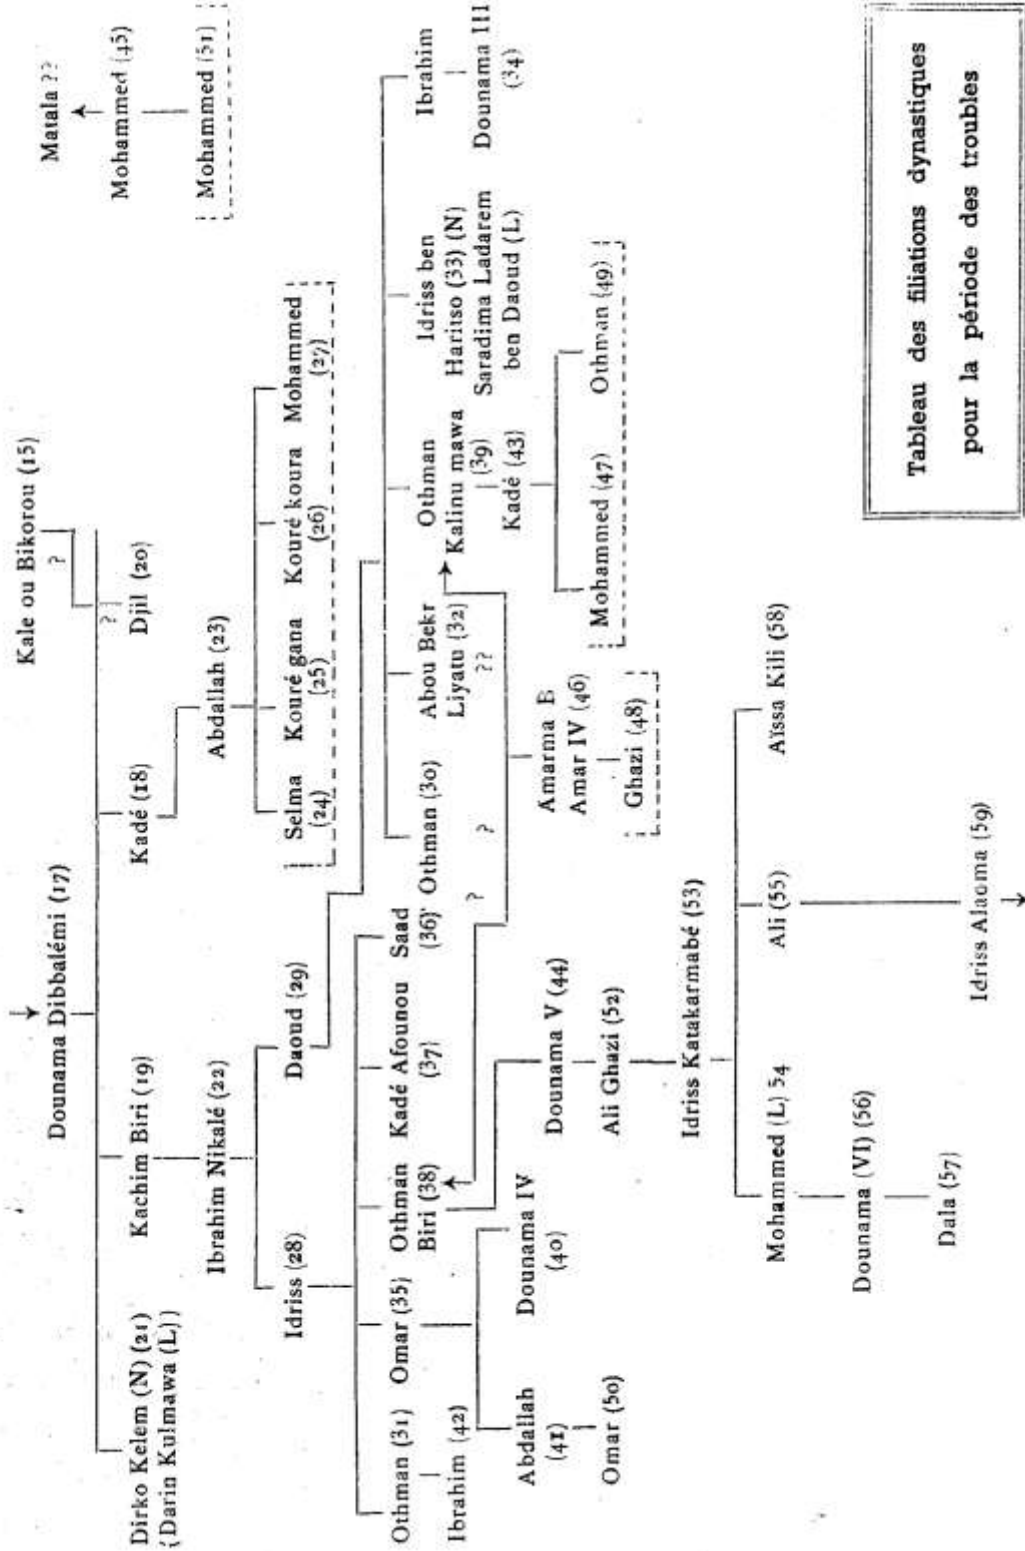 Tableau des filiations dynastiques
pour la période des troubles
Dounama Dibbalémi (17)
Kale ou Bikorou (15)
?
Matala ??
Dirko Kelem (N) (21)
(Darin Kulmawa (L))
Kachim Biri (19)
Kadé (18)
?
Djil (20)
Mohammed (45)
Ibrahim Nikalé (22)
Abdallah (23)
Mohammed (51)
Idriss (28)
Daoud (29)
Selma
(24)
Kouré gana
(25)
Kouré koura
(26)
Mohammed
(27)
Othman (31)
Omar (35)
Othman
Biri (38)
Kadé Afounou
(37)
Saad
(36)
Othman (30)
Abou Bekr
Liyatu (32)
??
Othman
Kalinu mawa
(39)
Idriss ben
Haritso (33) (N)
Saradima Ladarem
ben Daoud (L)
Ibrahim
Dounama III
(34)
Ibrahim (42)
?
?
Kadé (43)
Abdallah
(41)
Dounama IV
(40)
Dounama V (44)
Amarma B
Amar IV (46)
Mohammed (47)
Othman (49)
Omar (50)
Ali Ghazi (52)
Ghazi (48)
Idriss Katakarmabé (53)
Mohammed (L) 54
Ali (55)
Aïssa Kili (58)
Dounama (VI) (56)
Dala (57)
Idriss Alaoma (59)